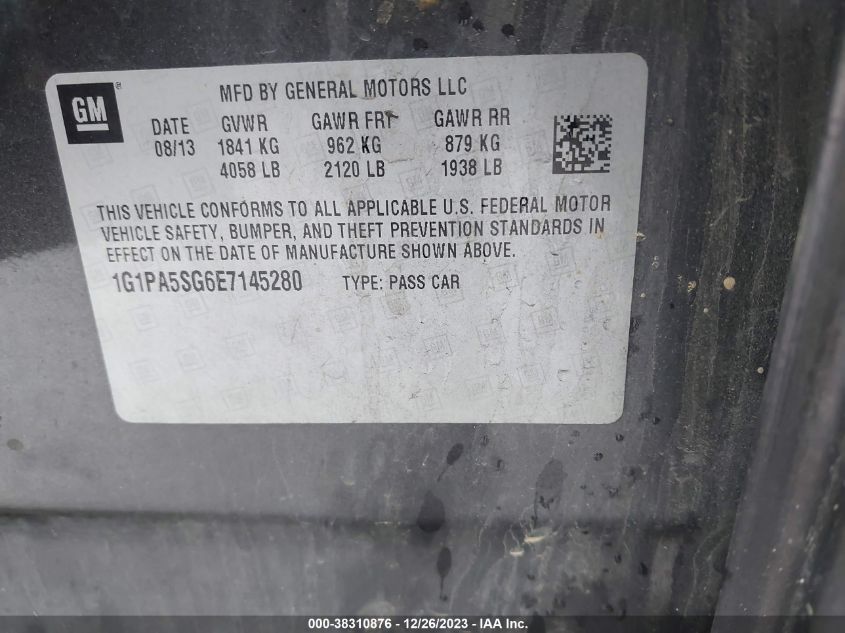 GM
MFD BY GENERAL MOTORS LLC
DATE GVWR GAWR FRT GAWR RR
08/13 1841 KG 962 KG 879 KG
4058 LB 2120 LB 1938 LB
THIS VEHICLE CONFORMS TO ALL APPLICABLE U.S. FEDERAL MOTOR
VEHICLE SAFETY, BUMPER, AND THEFT PREVENTION STANDARDS IN
EFFECT ON THE DATE OF MANUFACTURE SHOWN ABOVE.
1G1PA5SG6E7145280 TYPE: PASS CAR
000-38310876 - 12/26/2023 - IAA Inc.